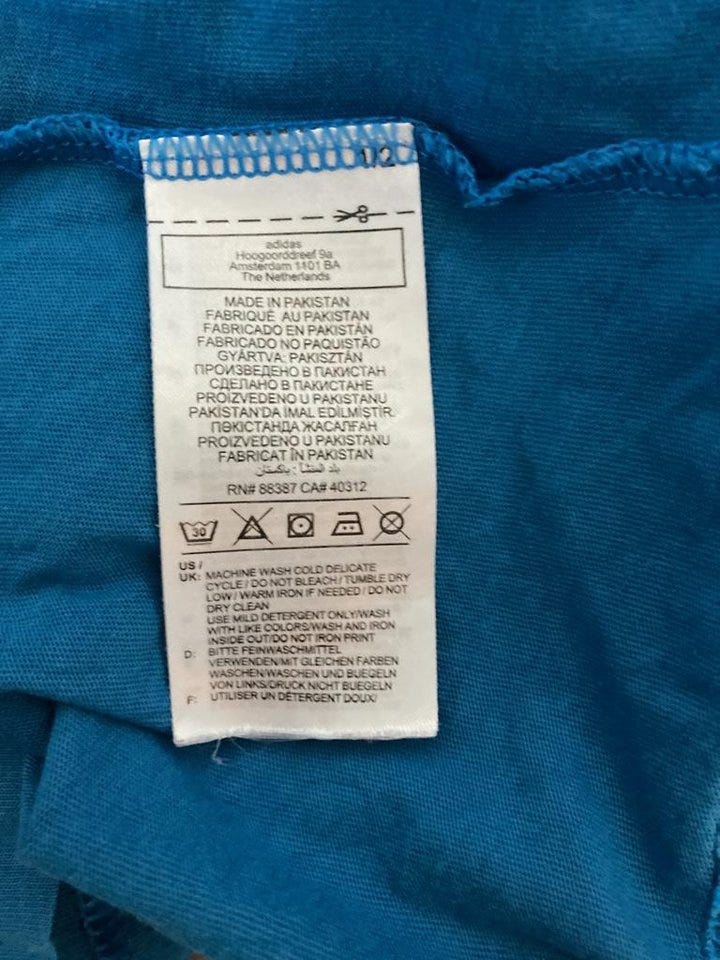 1/2
adidas
Hoogoorddreef 9a
Amsterdam 1101 BA
The Netherlands
MADE IN PAKISTAN
FABRIQUÉ AU PAKISTAN
FABRICADO EN PAKISTÁN
FABRICADO NO PAQUISTÃO
GYÁRTVA: PAKISZTÁN
ПРОИЗВЕДЕНО В ПАКИСТАН
СДЕЛАНО В ПАКИСТАНЕ
PROIZVEDENO U PAKISTANU
PAKİSTAN'DA İMAL EDİLMİŞTİR.
ПӘКІСТАНДА ЖАСАЛҒАН
PROIZVEDENO U PAKISTANU
FABRICAT ÎN PAKISTAN
بلد المنشأ : باكستان
RN# 88387 CA# 40312
30
US /
UK: MACHINE WASH COLD DELICATE
CYCLE / DO NOT BLEACH / TUMBLE DRY
LOW / WARM IRON IF NEEDED / DO NOT
DRY CLEAN
USE MILD DETERGENT ONLY/WASH
WITH LIKE COLORS/WASH AND IRON
INSIDE OUT/DO NOT IRON PRINT
D: BITTE FEINWASCHMITTEL
VERWENDEN/MIT GLEICHEN FARBEN
WASCHEN/WASCHEN UND BUEGELN
VON LINKS/DRUCK NICHT BUEGELN
F: UTILISER UN DÉTERGENT DOUX/